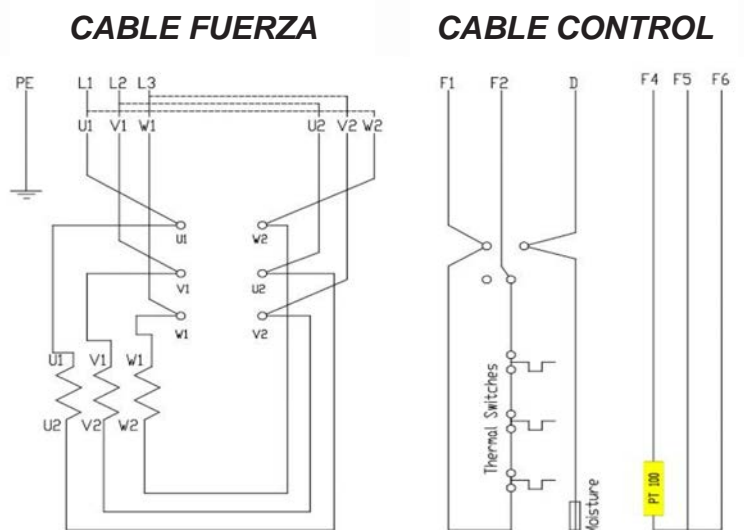 CABLE FUERZA
CABLE CONTROL
PE L1 L2 L3
U1 V1 W1 U2 V2 W2
U1 W2
V1 U2
W1 V2
U1 V1 W1
U2 V2 W2
F1 F2 D F4 F5 F6
Thermal Switches
Moisture
PT 100